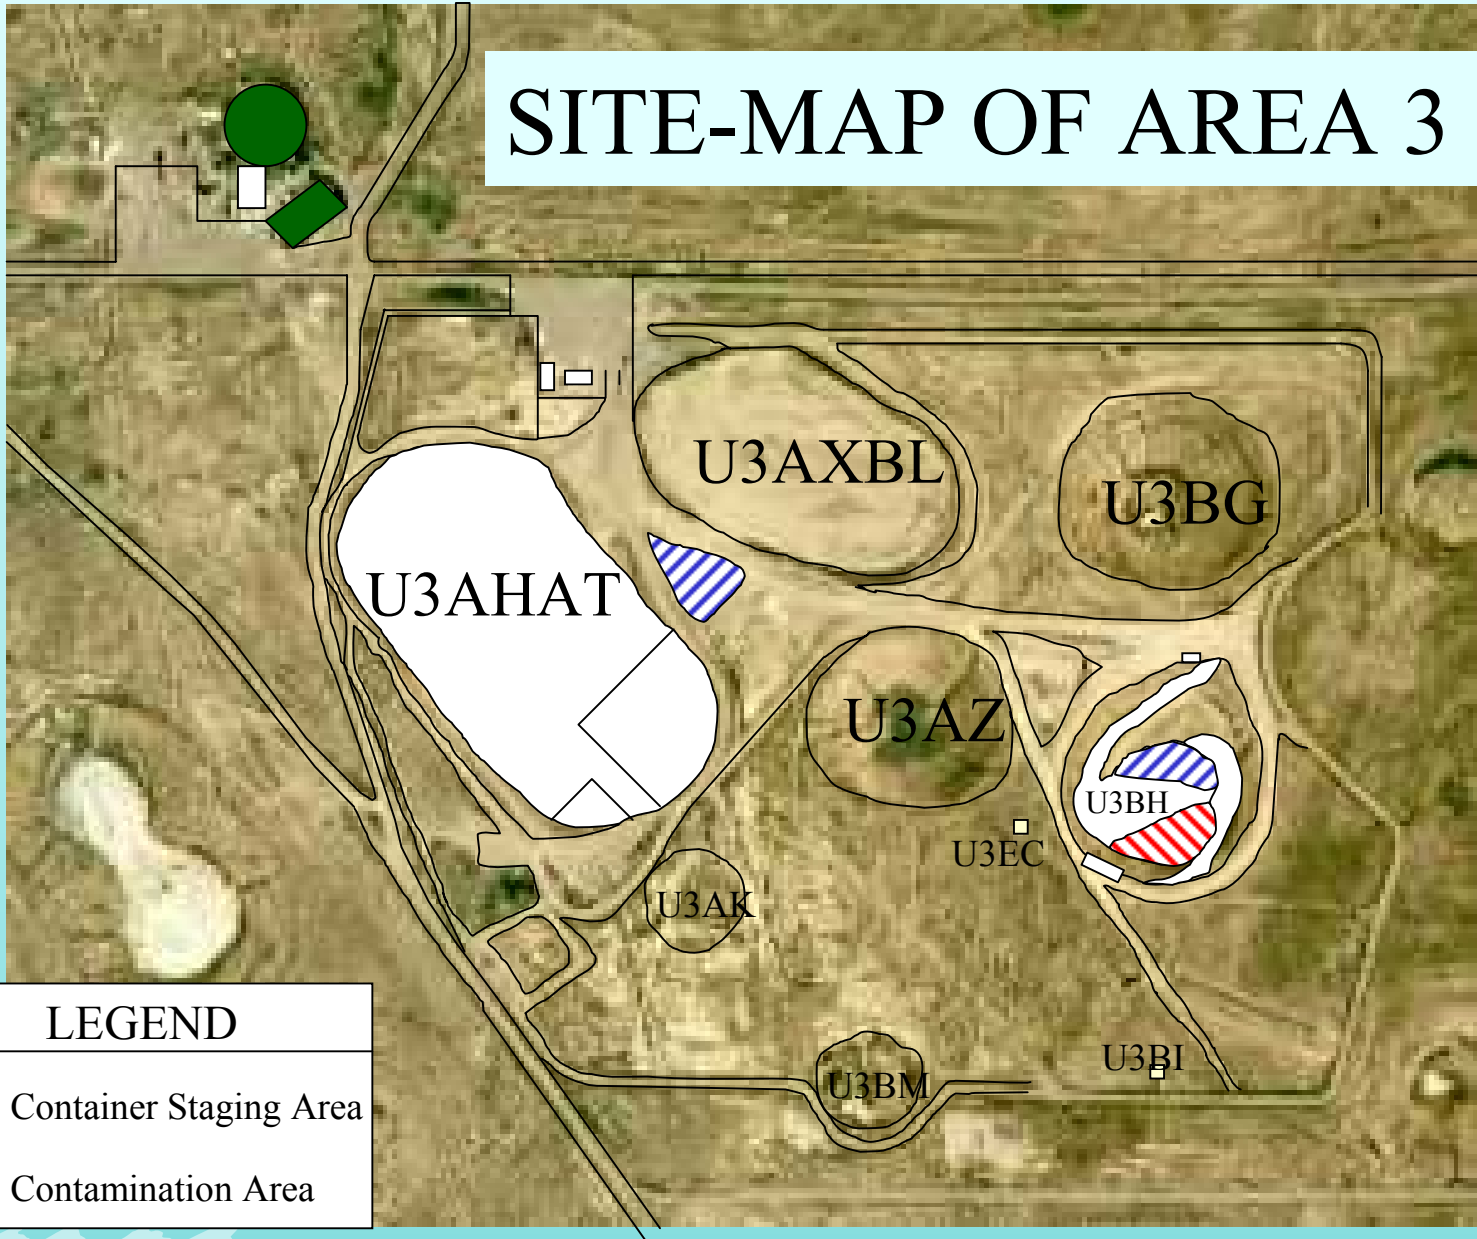 SITE-MAP OF AREA 3
U3AXBL
U3BG
U3AHAT
U3AZ
U3BH
U3EC
U3AK
U3BI
U3BM
LEGEND
Container Staging Area
Contamination Area